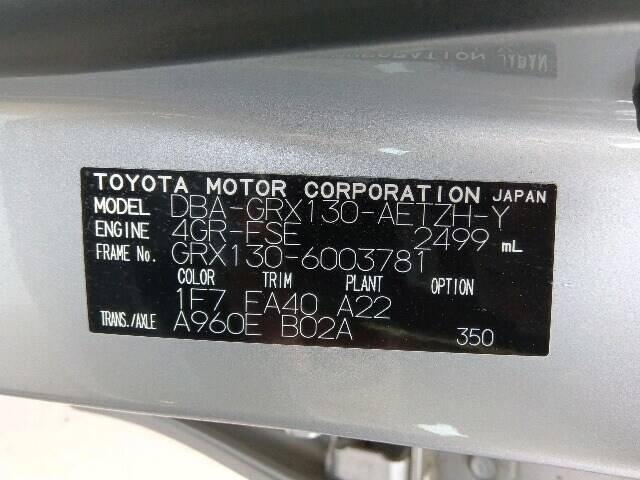 TOYOTA MOTOR CORPORATION JAPAN
MODEL DBA-GRX130-AETZH-Y
ENGINE 4GR-FSE 2499 mL
FRAME No. GRX130-6003781
COLOR TRIM PLANT OPTION
1F7 FA40 A22
TRANS./AXLE A960E B02A 350